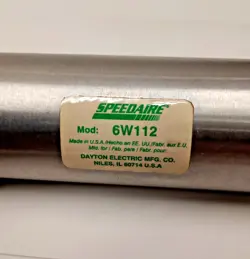 SPEEDAIRE
Mod: 6W112
Made in U.S.A./Hecho en EE. UU./Fabr. aux E.U.
Mfg. for / Fab. para / Fabr. pour:
DAYTON ELECTRIC MFG. CO.
NILES, IL 60714 U.S.A